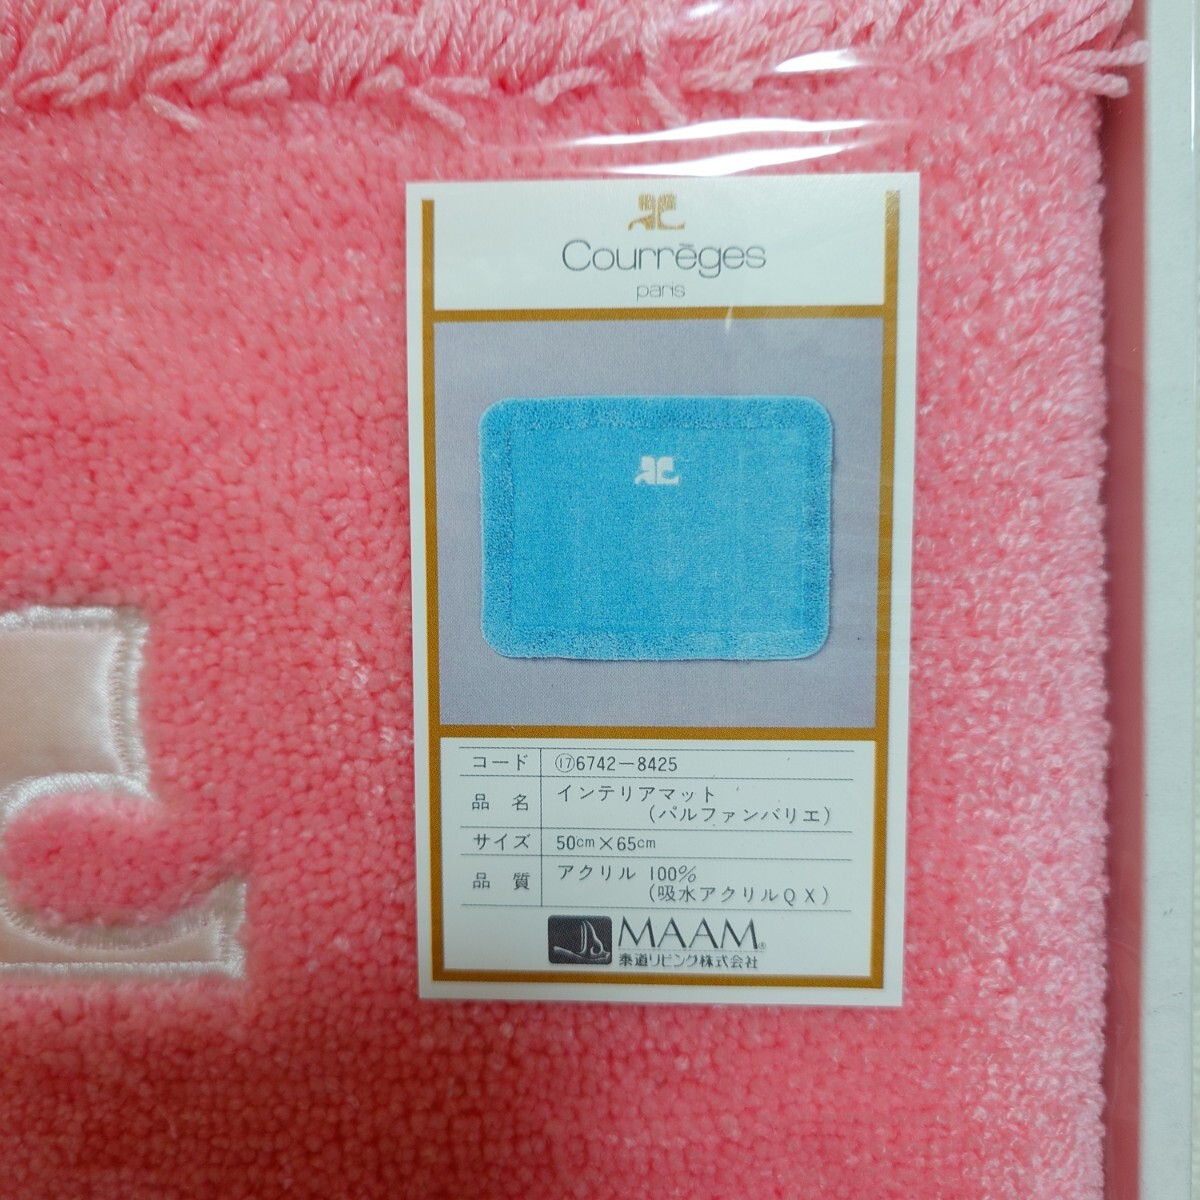 Courrèges
paris
コード ⑰6742-8425
品名 インテリアマット
(パルファンバリエ)
サイズ 50cm×65cm
品質 アクリル 100%
(吸水アクリルQX)
MAAM®
泰道リビング株式会社